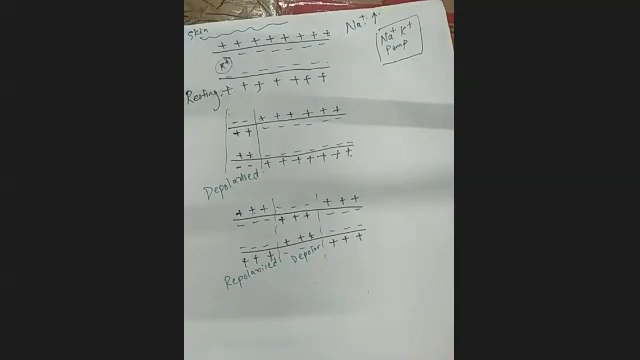 Skin
Na+ ↑
Na+ K+
Pump
+ + + + + + + +
- - - - - - - -
K+
- - - - - - -
+ + + + + + +
Resting
- - + + + + + +
+ + - - - - - -
+ + - - - - - - -
- - + + + + + + +
Depolarised
+ + + - - - + + +
- - - + + + - - -
- - - + + + - - -
+ + + - - - + + +
Repolarised Depolar